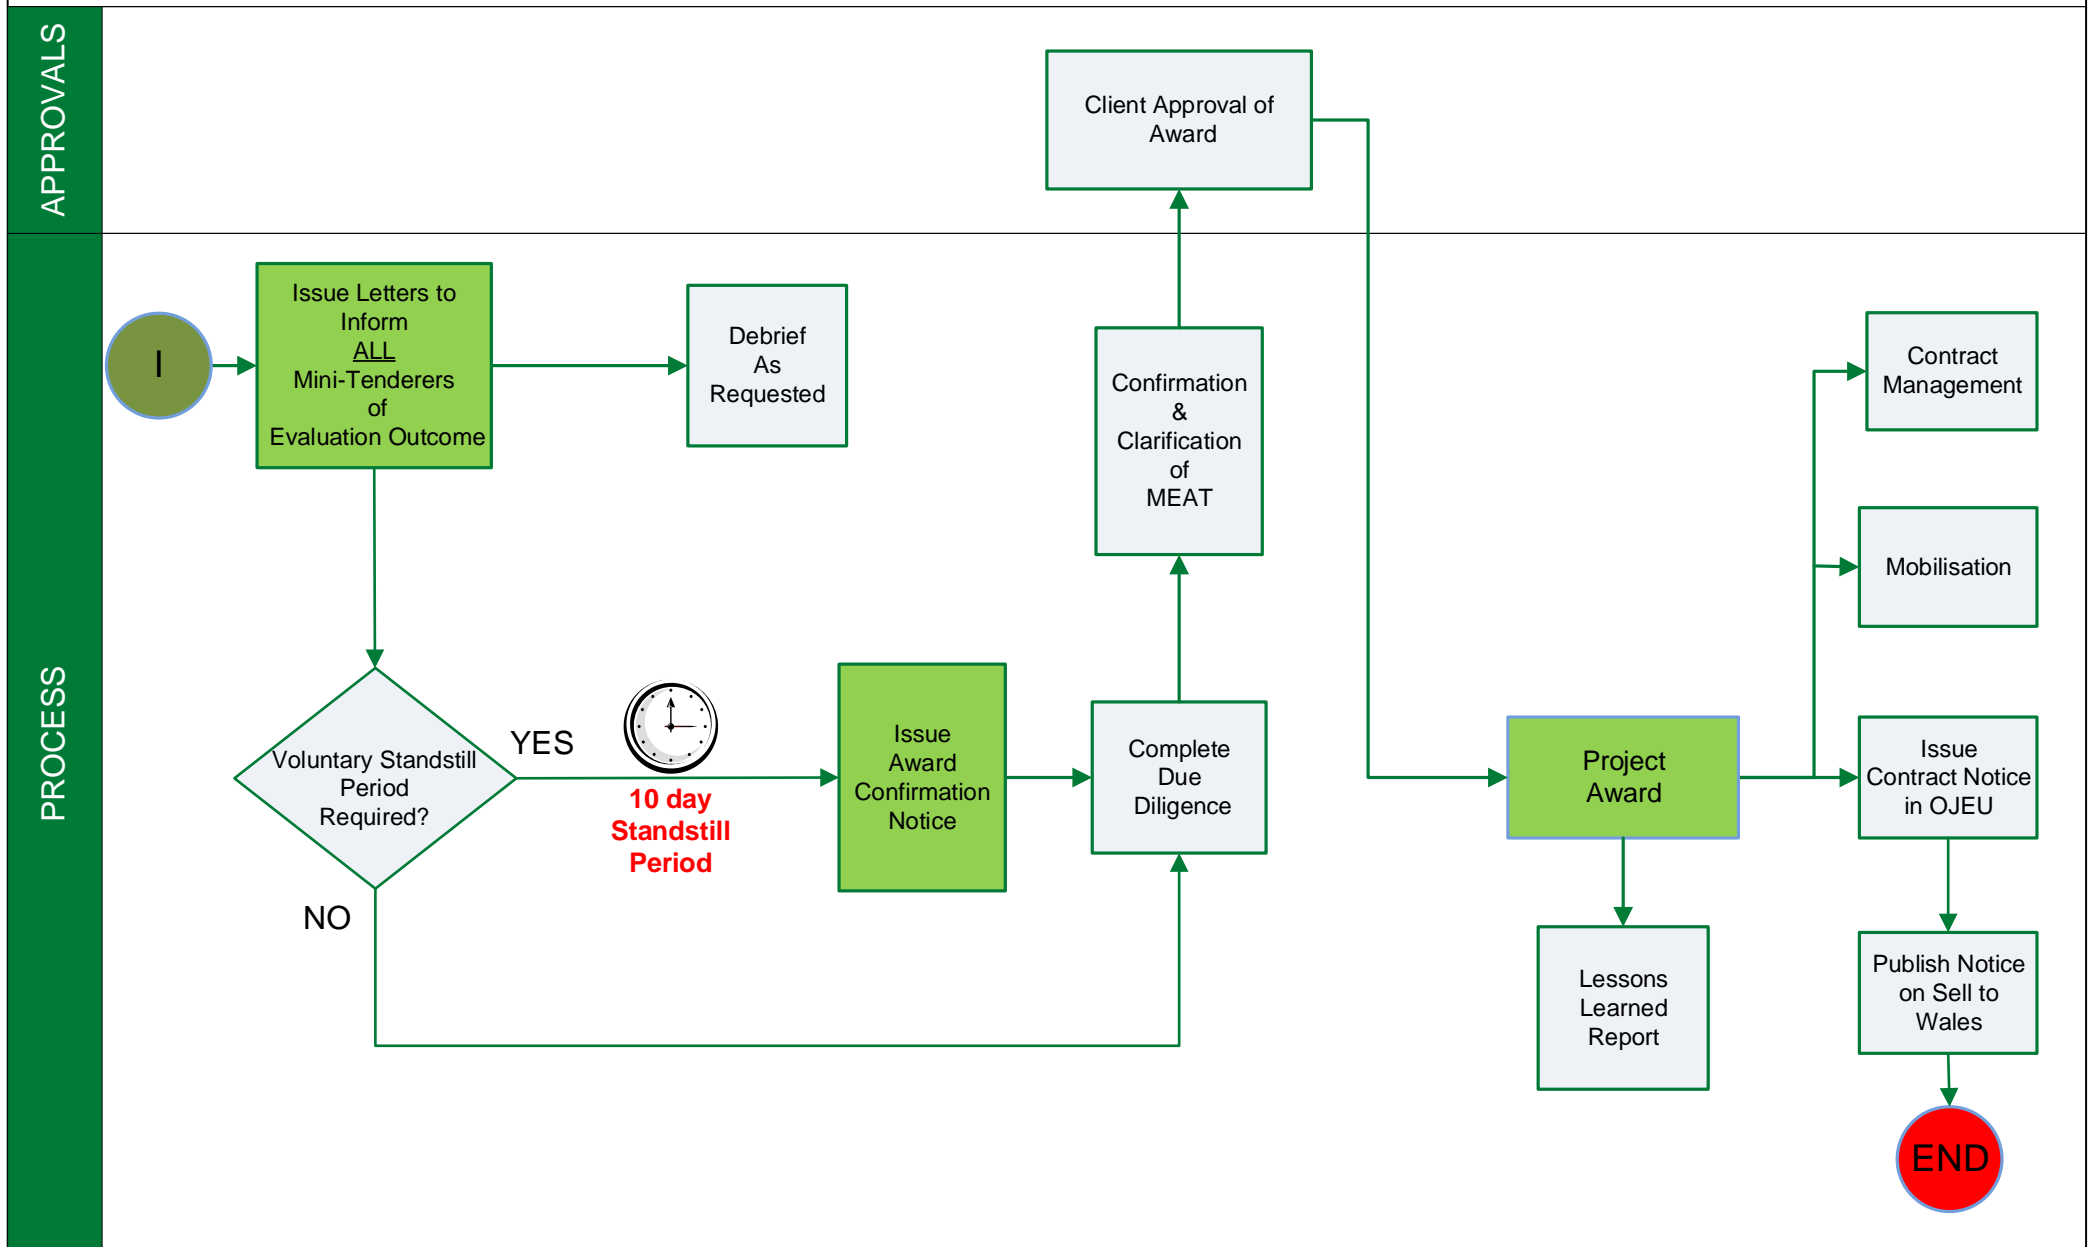 APPROVALS
Client Approval of
Award
PROCESS
I
Issue Letters to
Inform
ALL
Mini-Tenderers
of
Evaluation Outcome
Debrief
As
Requested
Confirmation
&
Clarification
of
MEAT
Contract
Management
Mobilisation
Voluntary Standstill
Period
Required?
YES
10 day
Standstill
Period
NO
Issue
Award
Confirmation
Notice
Complete
Due
Diligence
Project
Award
Issue
Contract Notice
in OJEU
Lessons
Learned
Report
Publish Notice
on Sell to
Wales
END